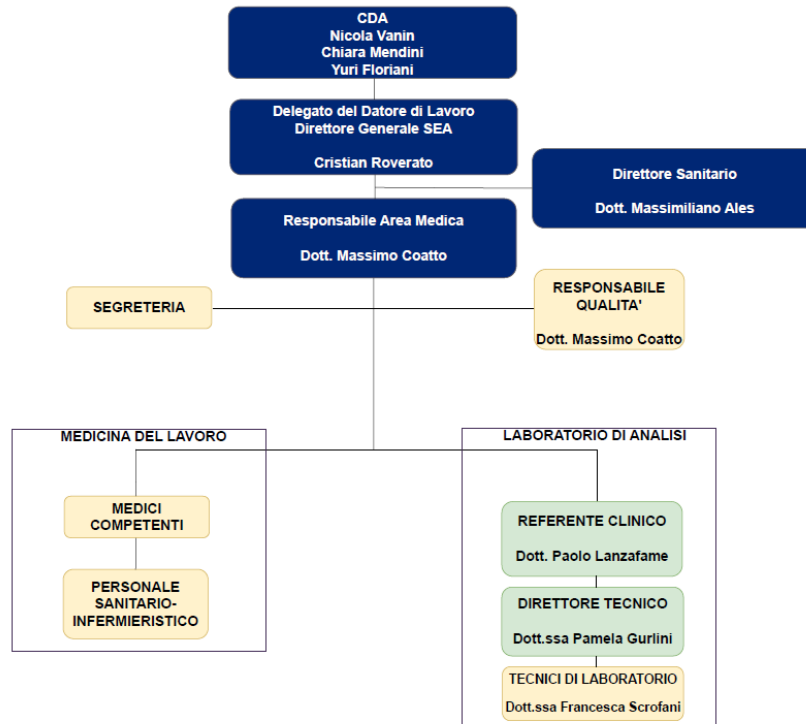 CDA
Nicola Vanin
Chiara Mendini
Yuri Floriani
Delegato del Datore di Lavoro
Direttore Generale SEA
Cristian Roverato
Direttore Sanitario
Dott. Massimiliano Ales
Responsabile Area Medica
Dott. Massimo Coatto
SEGRETERIA
RESPONSABILE
QUALITA'
Dott. Massimo Coatto
MEDICINA DEL LAVORO
MEDICI
COMPETENTI
PERSONALE
SANITARIO-
INFERMIERISTICO
LABORATORIO DI ANALISI
REFERENTE CLINICO
Dott. Paolo Lanzafame
DIRETTORE TECNICO
Dott.ssa Pamela Gurlini
TECNICI DI LABORATORIO
Dott.ssa Francesca Scrofani